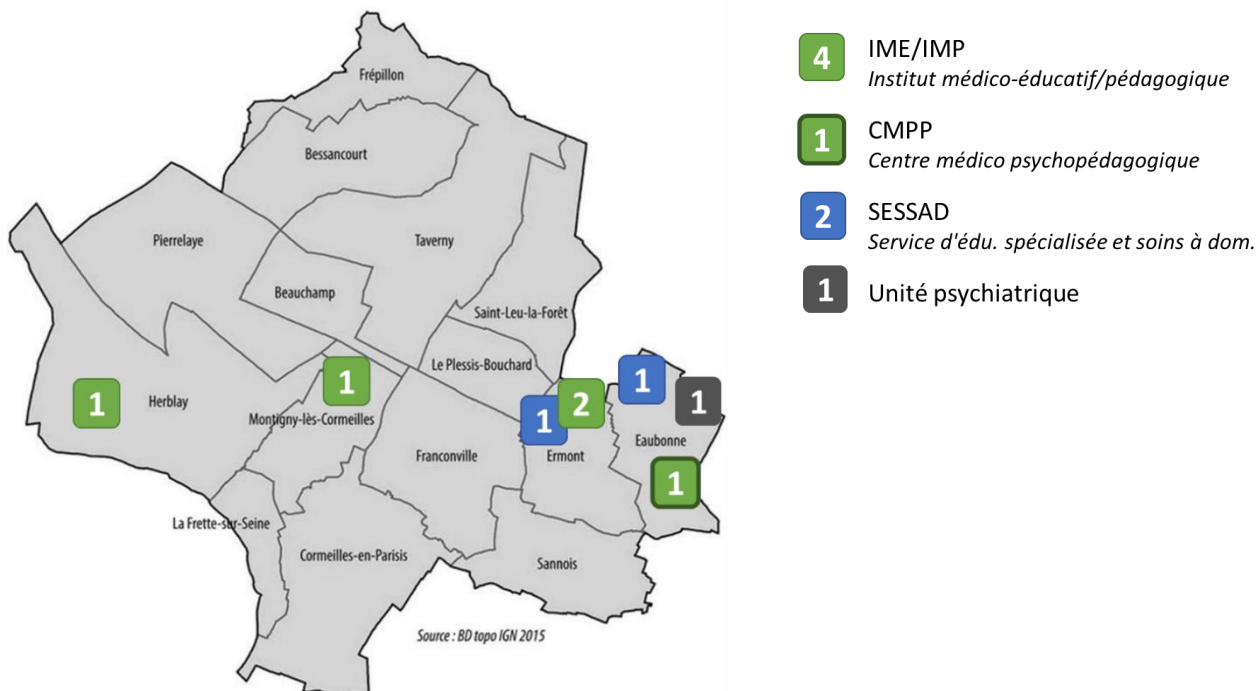 Frépillon
Bessancourt
Pierrelaye
Taverny
Beauchamp
Saint-Leu-la-Forêt
Le Plessis-Bouchard
1
1
1
1
2
1
Herblay
Montigny-lès-Cormeilles
Eaubonne
Franconville
Ermont
1
La Frette-sur-Seine
Cormeilles-en-Parisis
Sannois
Source : BD topo IGN 2015
4
IME/IMP
Institut médico-éducatif/pédagogique
1
CMPP
Centre médico psychopédagogique
2
SESSAD
Service d'édu. spécialisée et soins à dom.
1
Unité psychiatrique